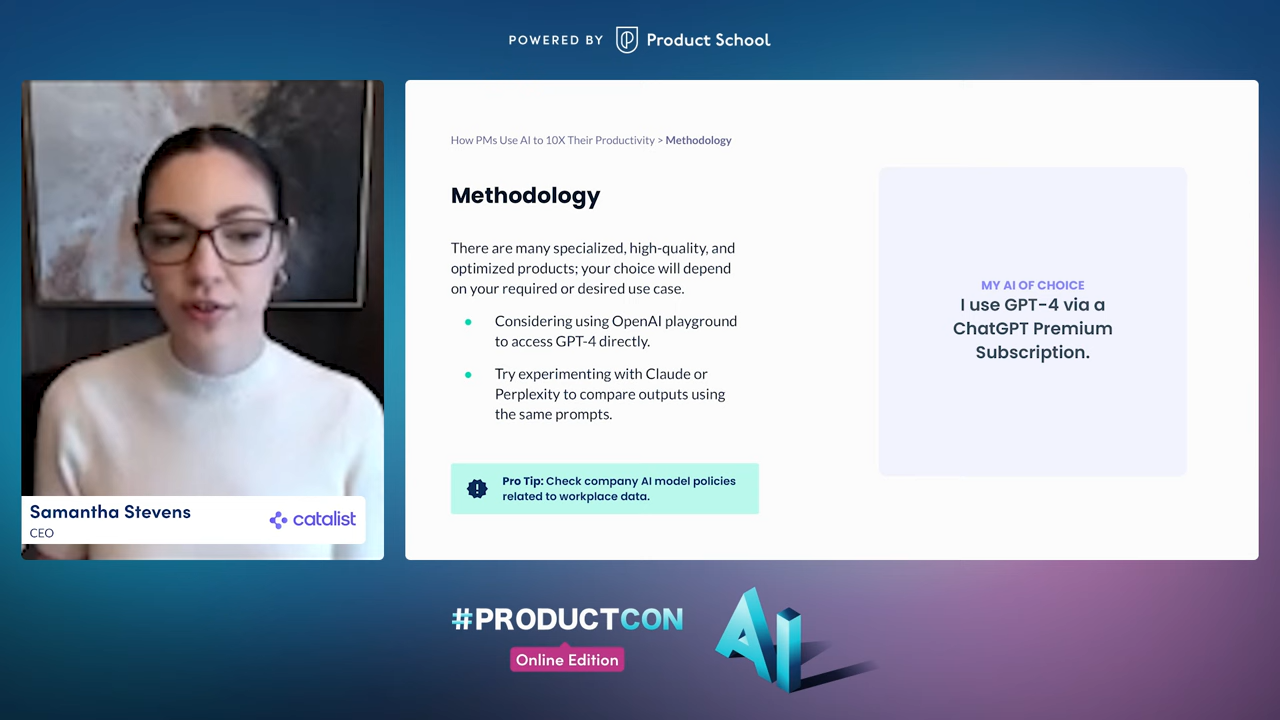 POWERED BY Product School
How PMs Use AI to 10X Their Productivity > Methodology
Methodology
There are many specialized, high-quality, and
optimized products; your choice will depend
on your required or desired use case.
Considering using OpenAI playground
to access GPT-4 directly.
Try experimenting with Claude or
Perplexity to compare outputs using
the same prompts.
Pro Tip: Check company AI model policies
related to workplace data.
MY AI OF CHOICE
I use GPT-4 via a
ChatGPT Premium
Subscription.
Samantha Stevens
CEO
catalist
#PRODUCTCON
Online Edition
AI